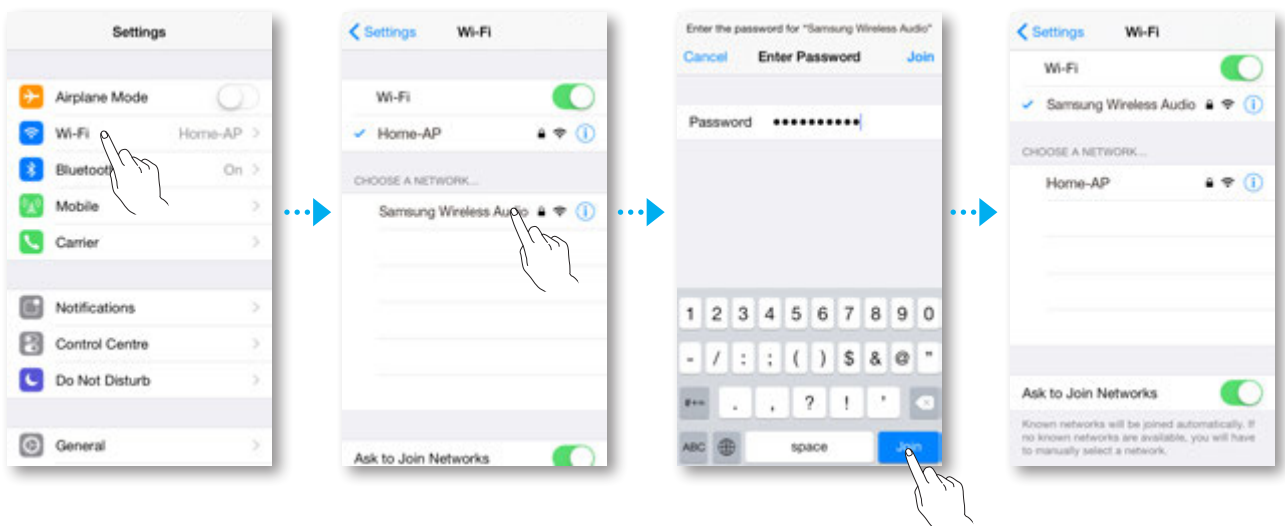 Settings
Airplane Mode
Wi-Fi Home-AP
Bluetooth On
Mobile
Carrier
Notifications
Control Centre
Do Not Disturb
General
Settings Wi-Fi
Wi-Fi
Home-AP
CHOOSE A NETWORK...
Samsung Wireless Audio
Ask to Join Networks
Enter the password for "Samsung Wireless Audio"
Cancel Enter Password Join
Password ••••••••••
1 2 3 4 5 6 7 8 9 0
- / : ; ( ) $ & @ "
#+= . , ? ! '
ABC space Join
Settings Wi-Fi
Wi-Fi
Samsung Wireless Audio
CHOOSE A NETWORK...
Home-AP
Ask to Join Networks
Known networks will be joined automatically. If
no known networks are available, you will have
to manually select a network.